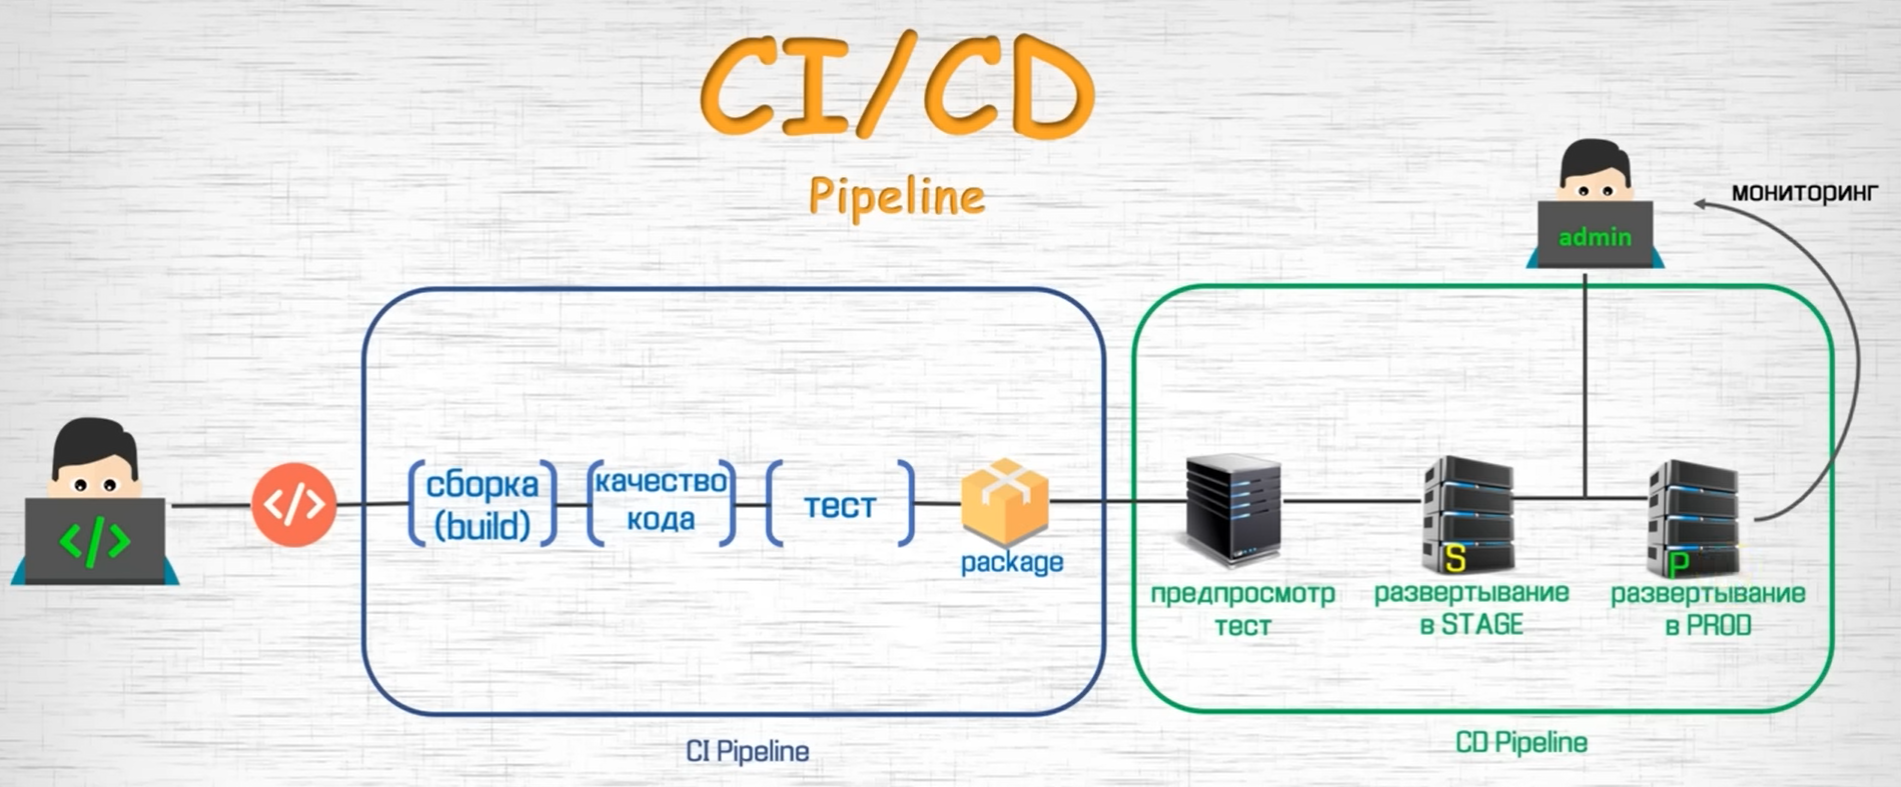 CI/CD
Pipeline
мониторинг
admin
</>
</>
сборка
(build)
качество
кода
тест
package
S
P
предпросмотр
тест
развертывание
в STAGE
развертывание
в PROD
CI Pipeline
CD Pipeline